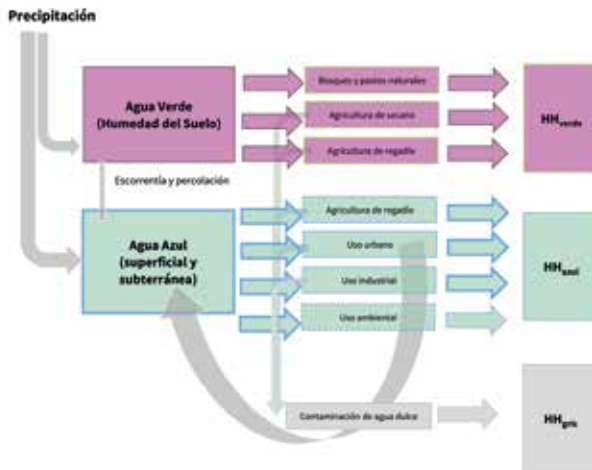 Precipitación
Agua Verde
(Humedad del Suelo)
Bosques y pastos naturales
Agricultura de secano
Agricultura de regadío
HHverde
Escorrentía y percolación
Agua Azul
(superficial y
subterránea)
Agricultura de regadío
Uso urbano
Uso industrial
Uso ambiental
HHazul
Contaminación de agua dulce
HHgris